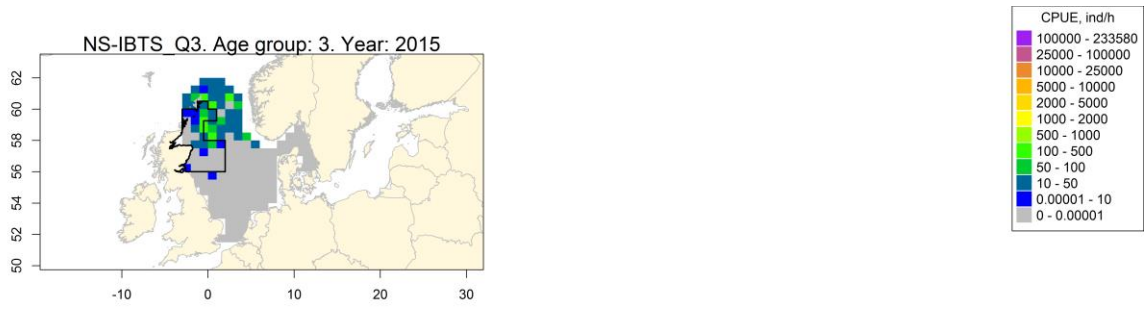 NS-IBTS_Q3. Age group: 3. Year: 2015
62
60
58
56
54
52
50
-10 0 10 20 30
CPUE, ind/h
100000 - 233580
25000 - 100000
10000 - 25000
5000 - 10000
2000 - 5000
1000 - 2000
500 - 1000
100 - 500
50 - 100
10 - 50
0.00001 - 10
0 - 0.00001